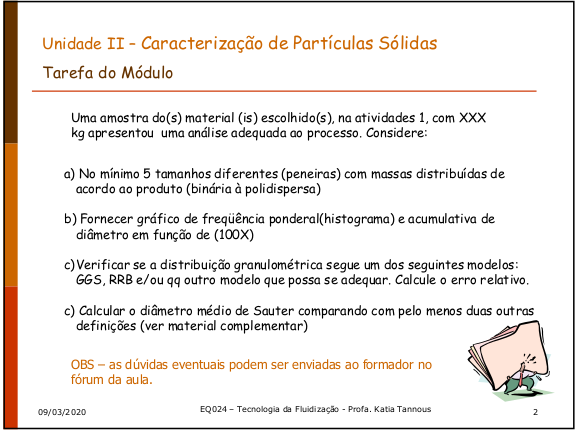 Unidade II - Caracterização de Partículas Sólidas
Tarefa do Módulo
Uma amostra do(s) material (is) escolhido(s), na atividades 1, com XXX
kg apresentou uma análise adequada ao processo. Considere:
a) No mínimo 5 tamanhos diferentes (peneiras) com massas distribuídas de
acordo ao produto (binária à polidispersa)
b) Fornecer gráfico de freqüência ponderal(histograma) e acumulativa de
diâmetro em função de (100X)
c)Verificar se a distribuição granulométrica segue um dos seguintes modelos:
GGS, RRB e/ou qq outro modelo que possa se adequar. Calcule o erro relativo.
c) Calcular o diâmetro médio de Sauter comparando com pelo menos duas outras
definições (ver material complementar)
OBS – as dúvidas eventuais podem ser enviadas ao formador no
fórum da aula.
09/03/2020
EQ024 – Tecnologia da Fluidização - Profa. Katia Tannous
2